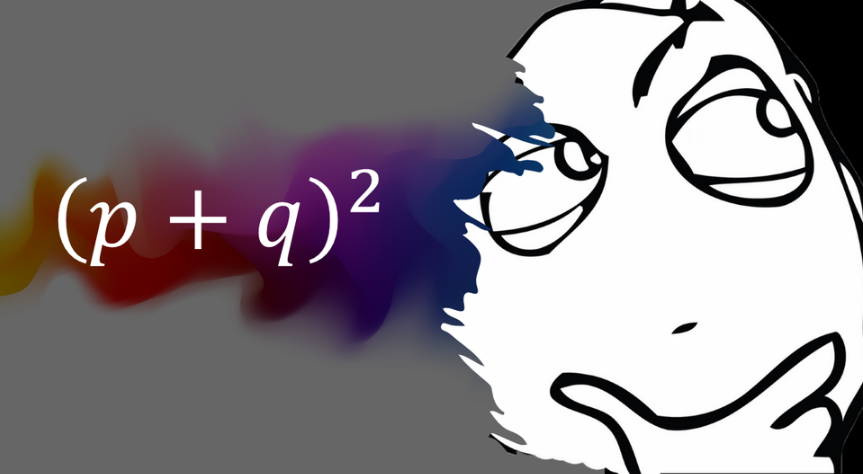 (p + q)²